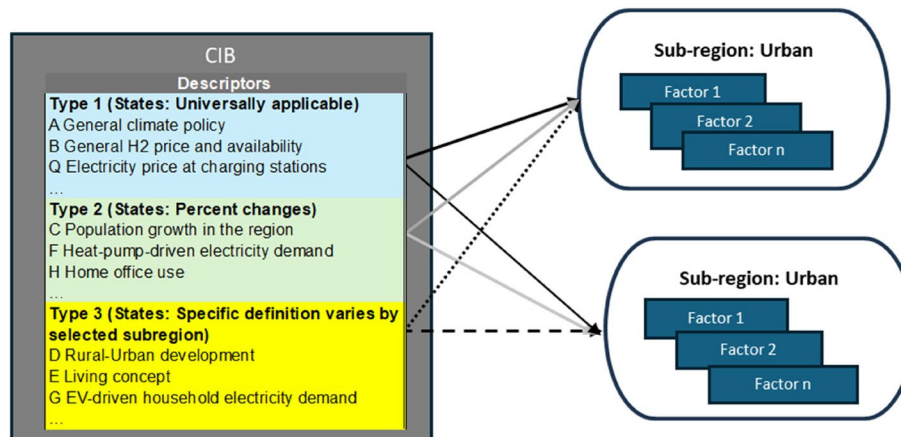 CIB
Descriptors
Type 1 (States: Universally applicable)
A General climate policy
B General H2 price and availability
Q Electricity price at charging stations
...
Type 2 (States: Percent changes)
C Population growth in the region
F Heat-pump-driven electricity demand
H Home office use
...
Type 3 (States: Specific definition varies by
selected subregion)
D Rural-Urban development
E Living concept
G EV-driven household electricity demand
...
Sub-region: Urban
Factor 1
Factor 2
Factor n
Sub-region: Urban
Factor 1
Factor 2
Factor n